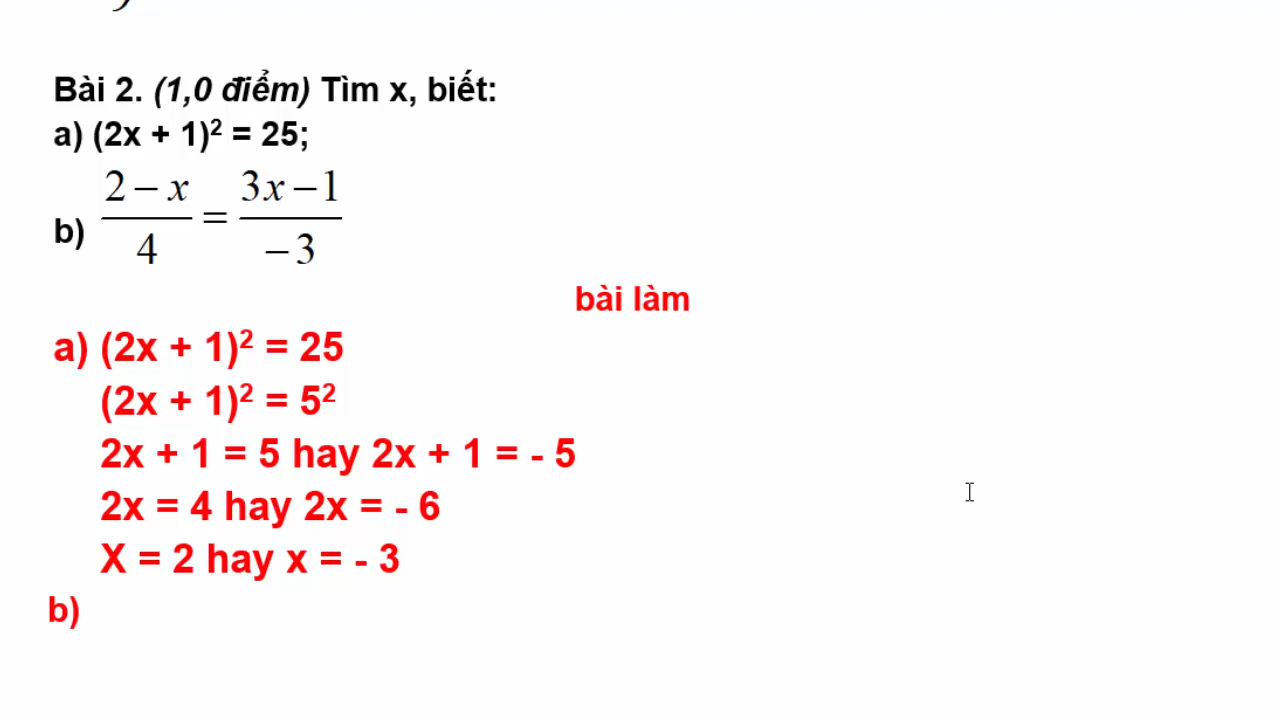 Bài 2. (1,0 điểm) Tìm x, biết:
a) (2x + 1)² = 25;
b) \frac{2 - x}{4} = \frac{3x - 1}{-3}
bài làm
a) (2x + 1)² = 25
(2x + 1)² = 5²
2x + 1 = 5 hay 2x + 1 = - 5
2x = 4 hay 2x = - 6
X = 2 hay x = - 3
b)